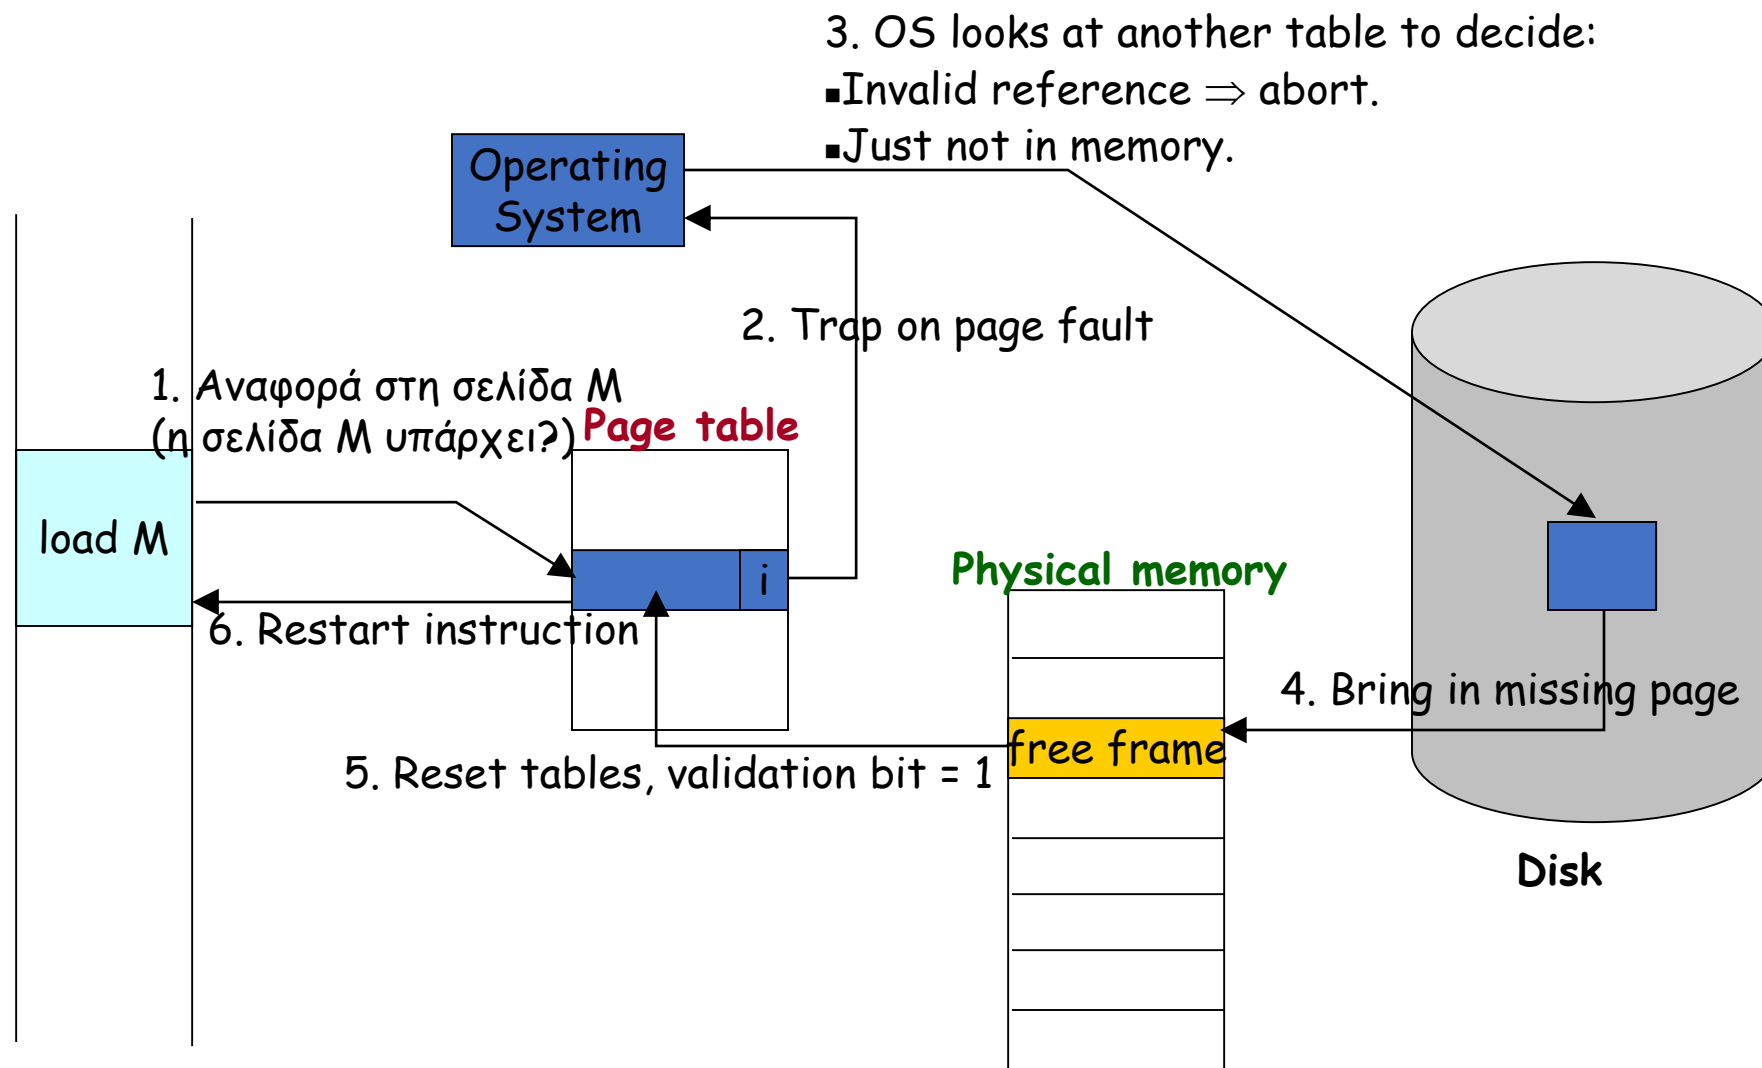 3. OS looks at another table to decide:
▪Invalid reference ⇒ abort.
▪Just not in memory.
Operating
System
2. Trap on page fault
1. Αναφορά στη σελίδα M
(η σελίδα M υπάρχει?)
Page table
load M
i
6. Restart instruction
Physical memory
4. Bring in missing page
free frame
5. Reset tables, validation bit = 1
Disk